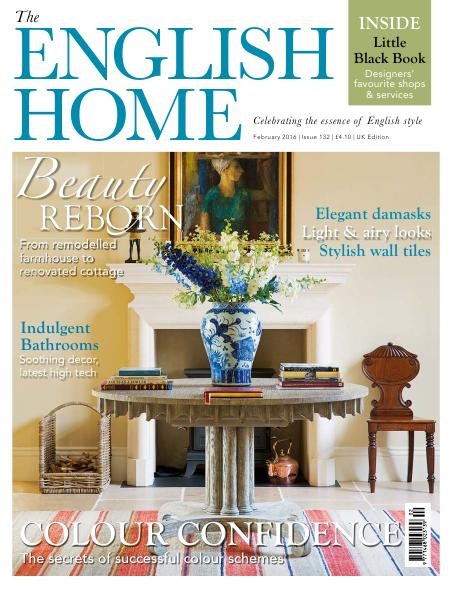 The
ENGLISH
HOME
INSIDE
Little
Black Book
Designers'
favourite shops
& services
Celebrating the essence of English style
February 2016 | Issue 132 | £4.10 | UK Edition
Beauty
REBORN
From remodelled
farmhouse to
renovated cottage
Elegant damasks
Light & airy looks
Stylish wall tiles
Indulgent
Bathrooms
Soothing decor,
latest high tech
COLOUR CONFIDENCE
The secrets of successful colour schemes